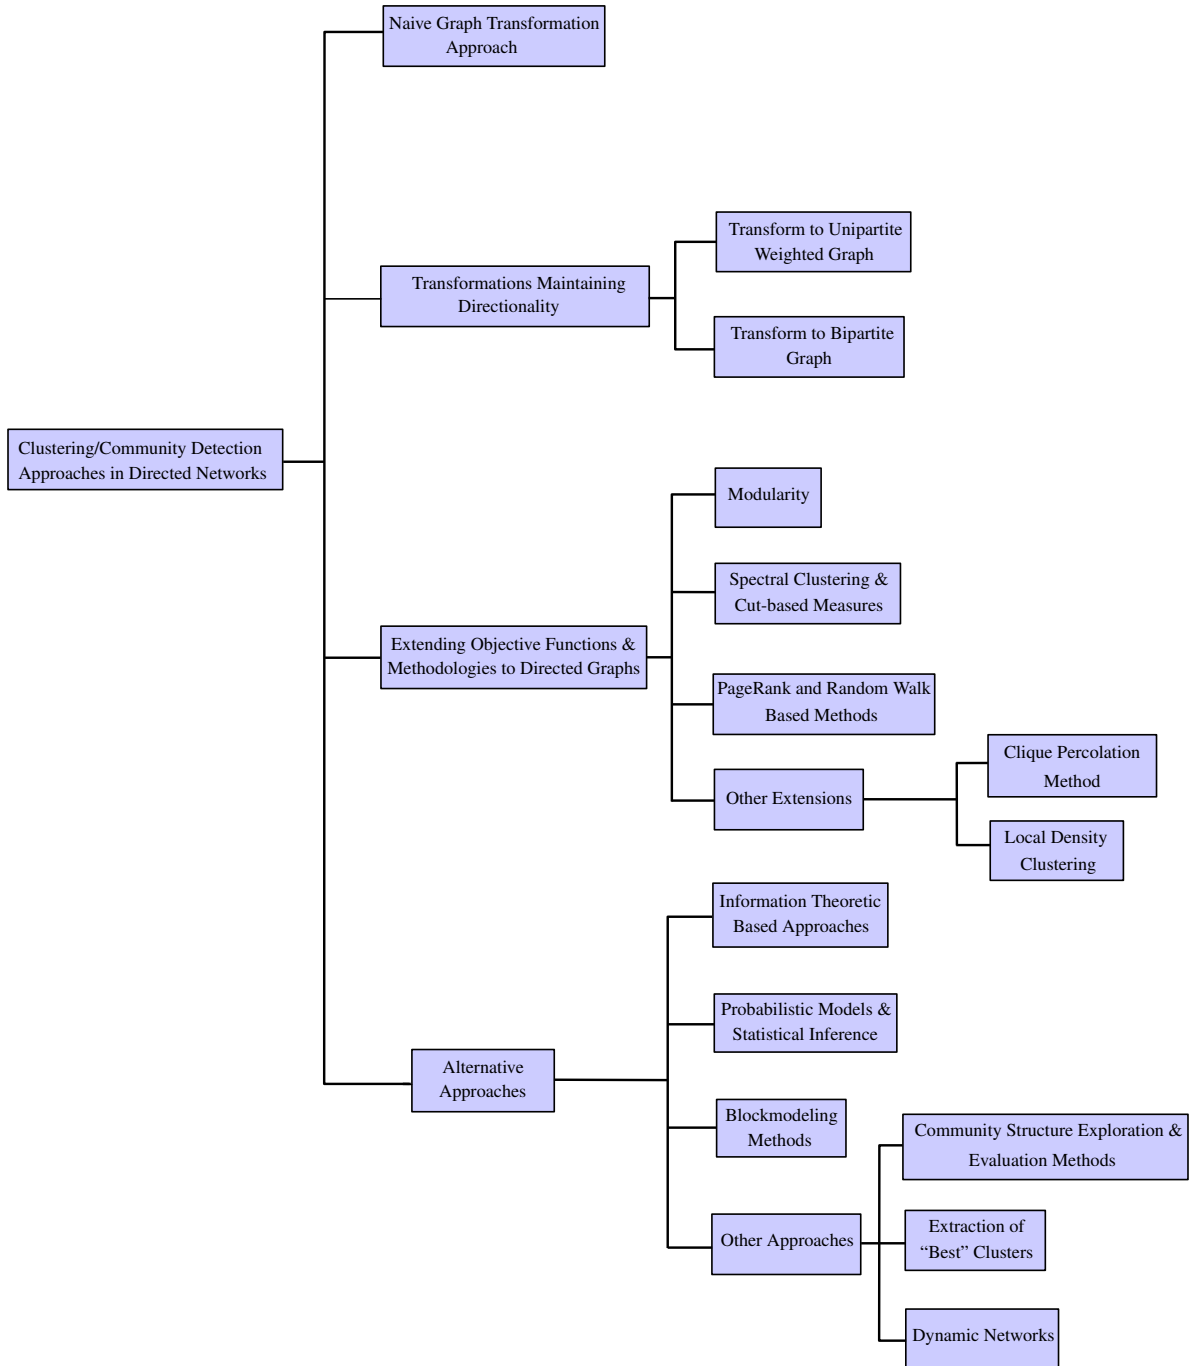 Naive Graph Transformation
Approach
Transform to Unipartite
Weighted Graph
Transformations Maintaining
Directionality
Transform to Bipartite
Graph
Clustering/Community Detection
Approaches in Directed Networks
Modularity
Spectral Clustering &
Cut-based Measures
Extending Objective Functions &
Methodologies to Directed Graphs
PageRank and Random Walk
Based Methods
Clique Percolation
Method
Other Extensions
Local Density
Clustering
Information Theoretic
Based Approaches
Probabilistic Models &
Statistical Inference
Alternative
Approaches
Blockmodeling
Methods
Community Structure Exploration &
Evaluation Methods
Other Approaches
Extraction of
“Best” Clusters
Dynamic Networks